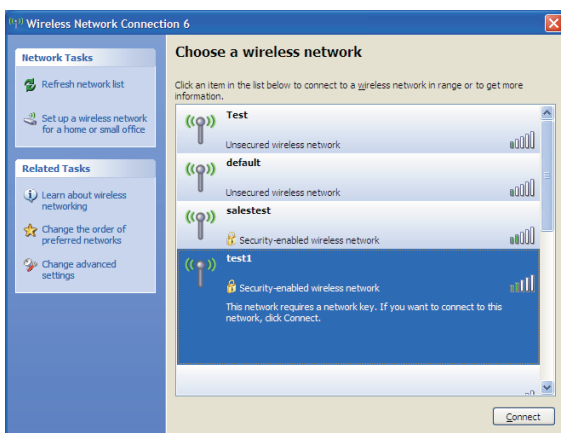 Wireless Network Connection 6
Network Tasks
Refresh network list
Set up a wireless network
for a home or small office
Related Tasks
Learn about wireless
networking
Change the order of
preferred networks
Change advanced
settings
Choose a wireless network
Click an item in the list below to connect to a wireless network in range or to get more
information.
Test
Unsecured wireless network
default
Unsecured wireless network
salestest
Security-enabled wireless network
test1
Security-enabled wireless network
This network requires a network key. If you want to connect to this
network, click Connect.
Connect